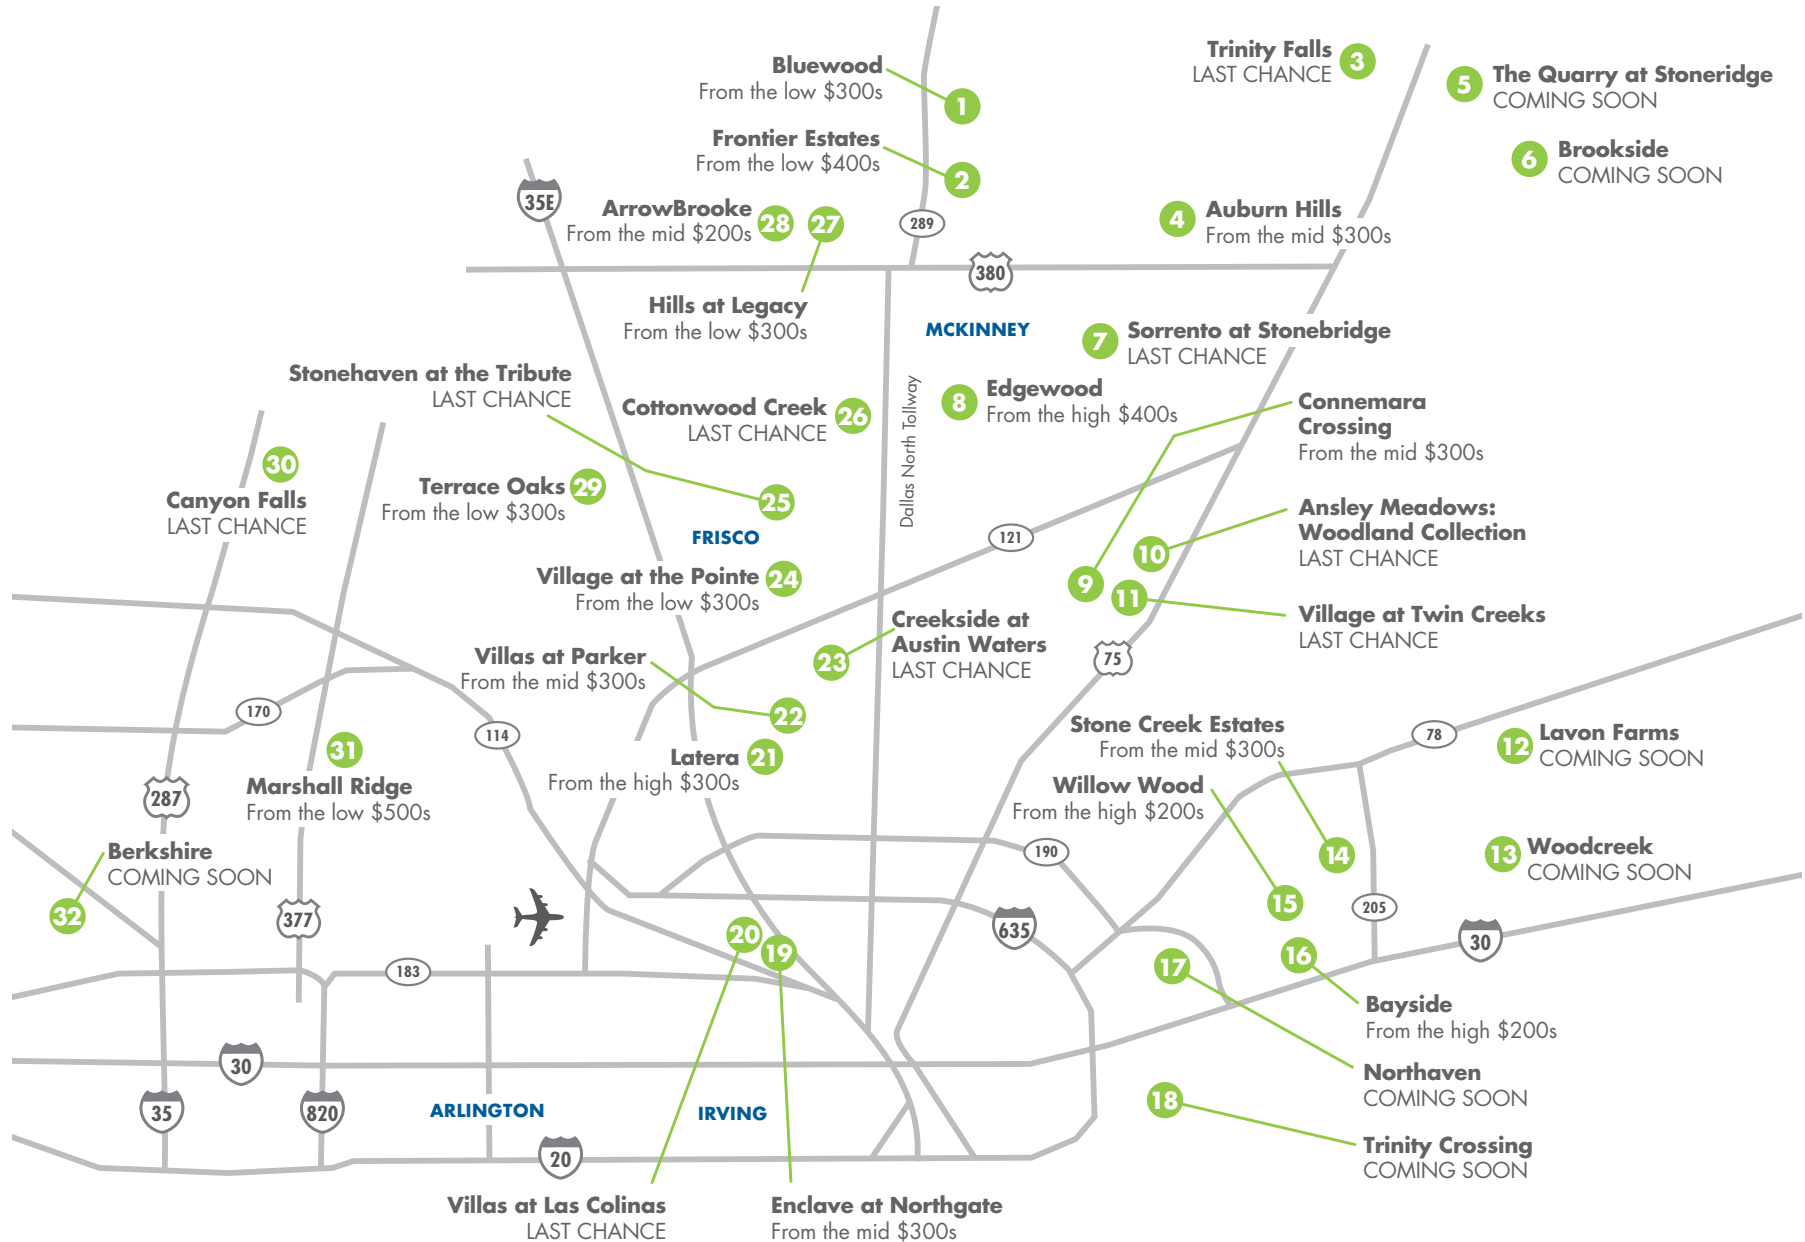 Bluewood
From the low $300s
1
Frontier Estates
From the low $400s
2
Trinity Falls
LAST CHANCE
3
5
The Quarry at Stoneridge
COMING SOON
6
Brookside
COMING SOON
35E
ArrowBrooke
From the mid $200s
28
27
289
4
Auburn Hills
From the mid $300s
380
Hills at Legacy
From the low $300s
MCKINNEY
7
Sorrento at Stonebridge
LAST CHANCE
Stonehaven at the Tribute
LAST CHANCE
Cottonwood Creek
LAST CHANCE
26
Dallas North Tollway
8
Edgewood
From the high $400s
Connemara
Crossing
From the mid $300s
30
Canyon Falls
LAST CHANCE
Terrace Oaks
From the low $300s
29
25
FRISCO
121
Ansley Meadows:
Woodland Collection
LAST CHANCE
10
9
11
Village at the Pointe
From the low $300s
24
Village at Twin Creeks
LAST CHANCE
Creekside at
Austin Waters
LAST CHANCE
23
75
Villas at Parker
From the mid $300s
22
170
114
31
Marshall Ridge
From the low $500s
Latera
From the high $300s
21
Stone Creek Estates
From the mid $300s
78
12
Lavon Farms
COMING SOON
287
Willow Wood
From the high $200s
Berkshire
COMING SOON
32
190
14
13
Woodcreek
COMING SOON
377
15
205
20
19
635
30
183
17
16
Bayside
From the high $200s
30
Northaven
COMING SOON
35
820
ARLINGTON
IRVING
18
Trinity Crossing
COMING SOON
20
Villas at Las Colinas
LAST CHANCE
Enclave at Northgate
From the mid $300s